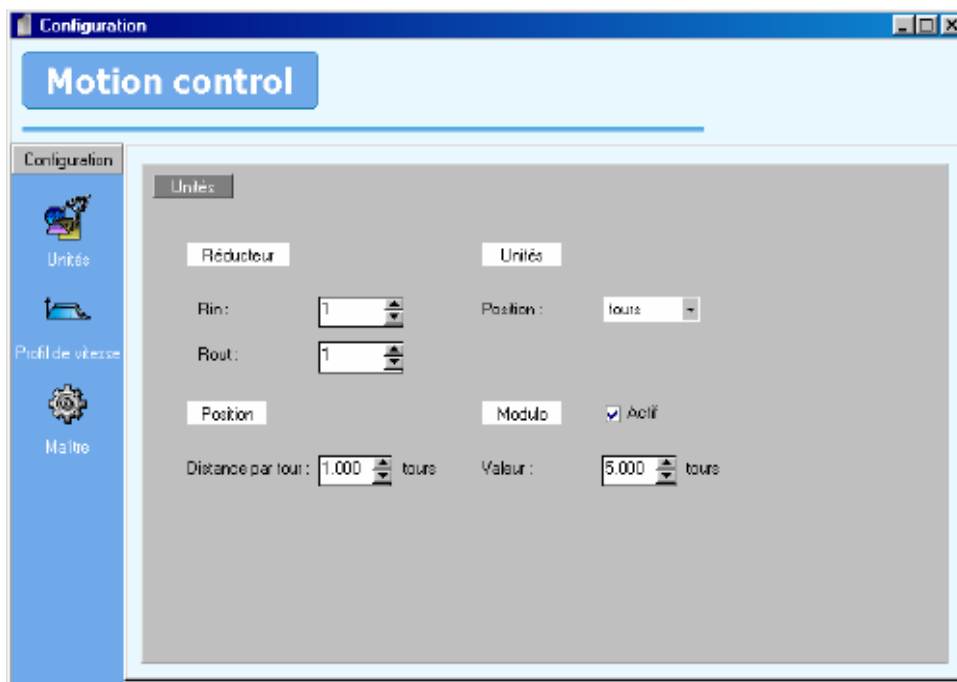 Configuration
Motion control
Configuration
Unités
Profil de vitesse
Maître
Unités
Réducteur
Unités
Rin : 1
Position : tours
Rout : 1
Position
Modulo Actif
Distance par tour : 1.000 tours
Valeur : 5.000 tours